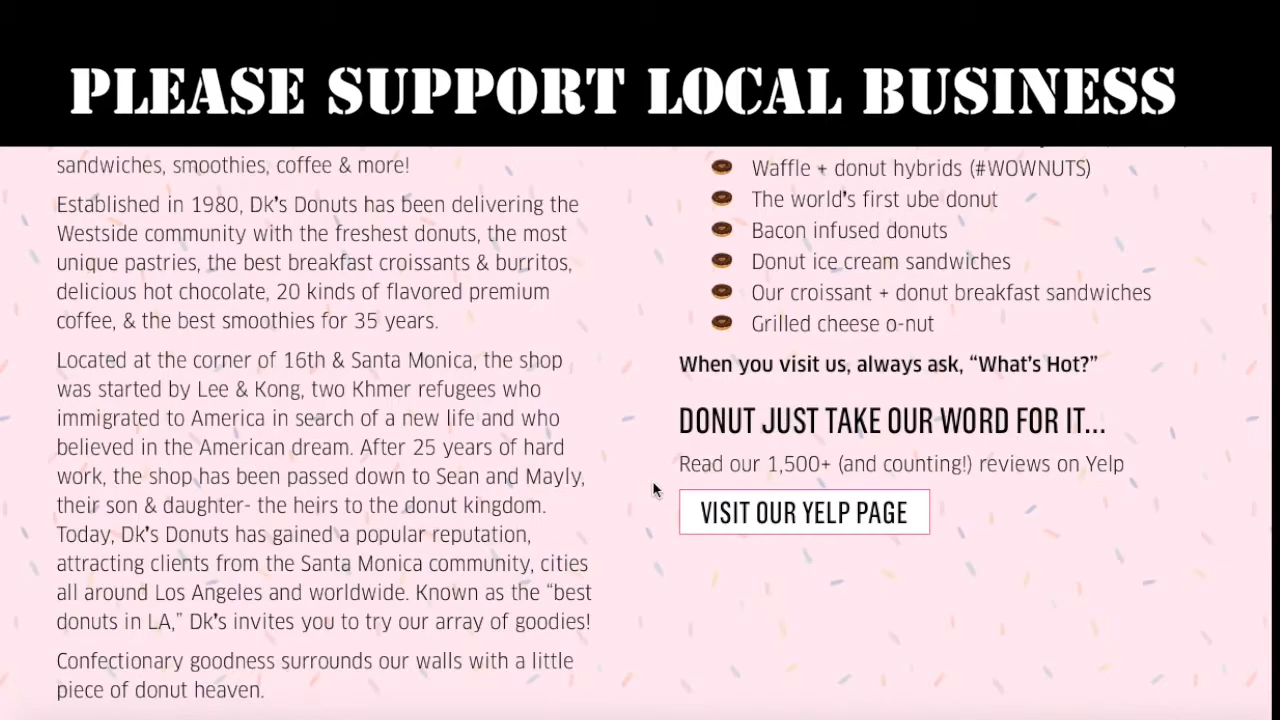 PLEASE SUPPORT LOCAL BUSINESS
sandwiches, smoothies, coffee & more!
Established in 1980, Dk's Donuts has been delivering the
Westside community with the freshest donuts, the most
unique pastries, the best breakfast croissants & burritos,
delicious hot chocolate, 20 kinds of flavored premium
coffee, & the best smoothies for 35 years.
Located at the corner of 16th & Santa Monica, the shop
was started by Lee & Kong, two Khmer refugees who
immigrated to America in search of a new life and who
believed in the American dream. After 25 years of hard
work, the shop has been passed down to Sean and Mayly,
their son & daughter- the heirs to the donut kingdom.
Today, Dk's Donuts has gained a popular reputation,
attracting clients from the Santa Monica community, cities
all around Los Angeles and worldwide. Known as the “best
donuts in LA,” Dk's invites you to try our array of goodies!
Confectionary goodness surrounds our walls with a little
piece of donut heaven.
Waffle + donut hybrids (#WOWNUTS)
The world's first ube donut
Bacon infused donuts
Donut ice cream sandwiches
Our croissant + donut breakfast sandwiches
Grilled cheese o-nut
When you visit us, always ask, “What's Hot?”
DONUT JUST TAKE OUR WORD FOR IT...
Read our 1,500+ (and counting!) reviews on Yelp
VISIT OUR YELP PAGE